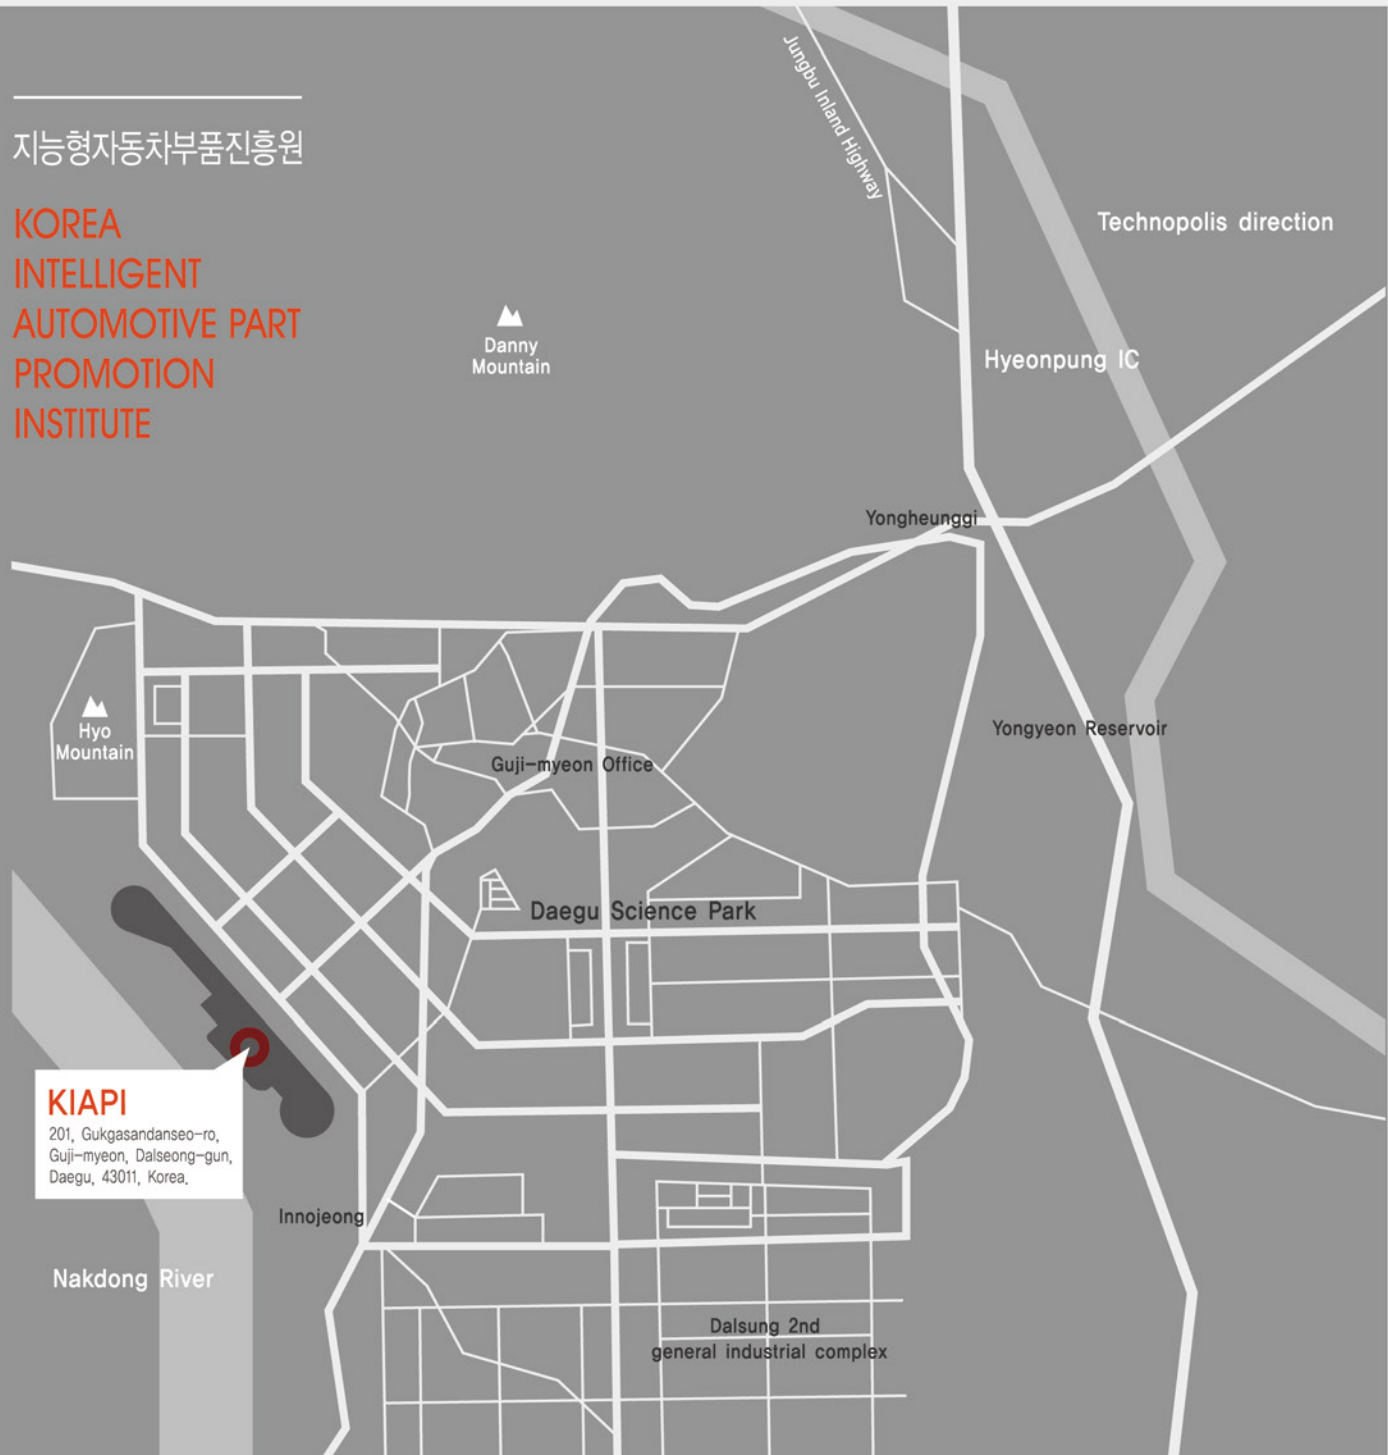 지능형자동차부품진흥원
KOREA
INTELLIGENT
AUTOMOTIVE PART
PROMOTION
INSTITUTE
Jungbu Inland Highway
Technopolis direction
Danny
Mountain
Hyeonpung IC
Yongheunggi
Hyo
Mountain
Yongyeon Reservoir
Guji-myeon Office
Daegu Science Park
KIAPI
201, Gukgasandanseo-ro,
Guji-myeon, Dalseong-gun,
Daegu, 43011, Korea.
Innojeong
Nakdong River
Dalsung 2nd
general industrial complex